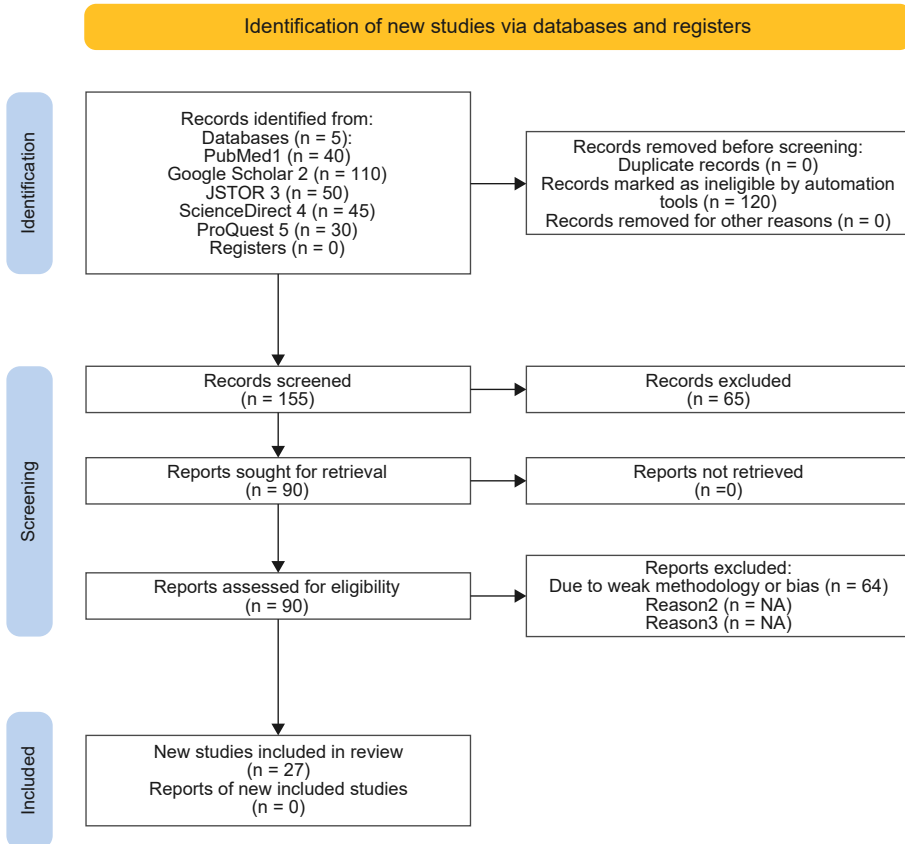 Identification of new studies via databases and registers
Identification
Records identified from:
Databases (n = 5):
PubMed1 (n = 40)
Google Scholar 2 (n = 110)
JSTOR 3 (n = 50)
ScienceDirect 4 (n = 45)
ProQuest 5 (n = 30)
Registers (n = 0)
Records removed before screening:
Duplicate records (n = 0)
Records marked as ineligible by automation
tools (n = 120)
Records removed for other reasons (n = 0)
Screening
Records screened
(n = 155)
Records excluded
(n = 65)
Reports sought for retrieval
(n = 90)
Reports not retrieved
(n =0)
Reports assessed for eligibility
(n = 90)
Reports excluded:
Due to weak methodology or bias (n = 64)
Reason2 (n = NA)
Reason3 (n = NA)
Included
New studies included in review
(n = 27)
Reports of new included studies
(n = 0)